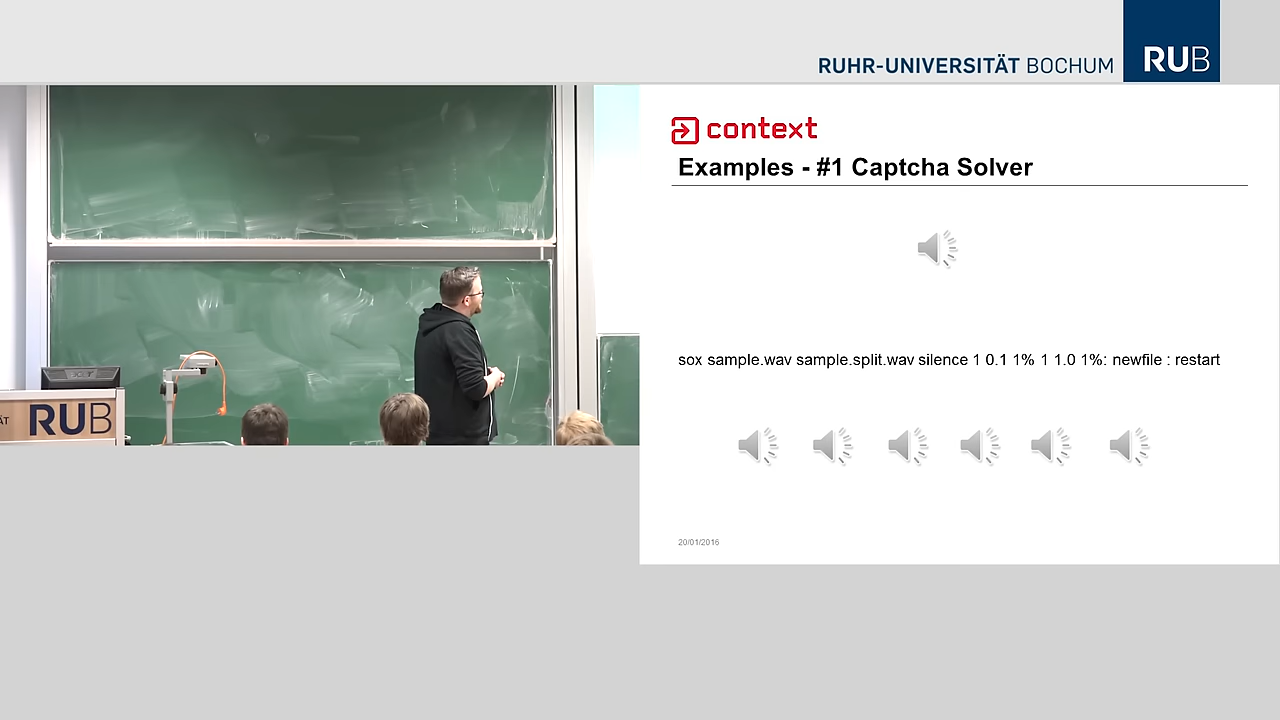 RUHR-UNIVERSITÄT BOCHUM
RUB
context
Examples - #1 Captcha Solver
sox sample.wav sample.split.wav silence 1 0.1 1% 1 1.0 1%: newfile : restart
20/01/2016
ÄT
RUB